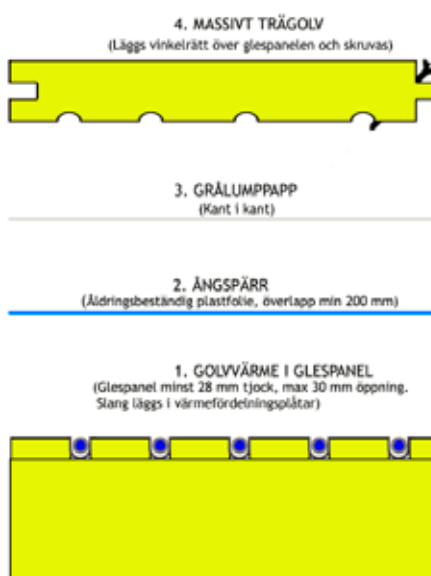 4. MASSIVT TRÄGOLV
(Läggs vinkelrätt över glespanelen och skruvas)
3. GRÅLUMPPAPP
(Kant i kant)
2. ÅNGSPÄRR
(Åldringsbeständig plastfolie, överlapp min 200 mm)
1. GOLVVÄRME I GLESPANEL
(Glespanel minst 28 mm tjock, max 30 mm öppning.
Slang läggs i värmefördelningsplåtar)